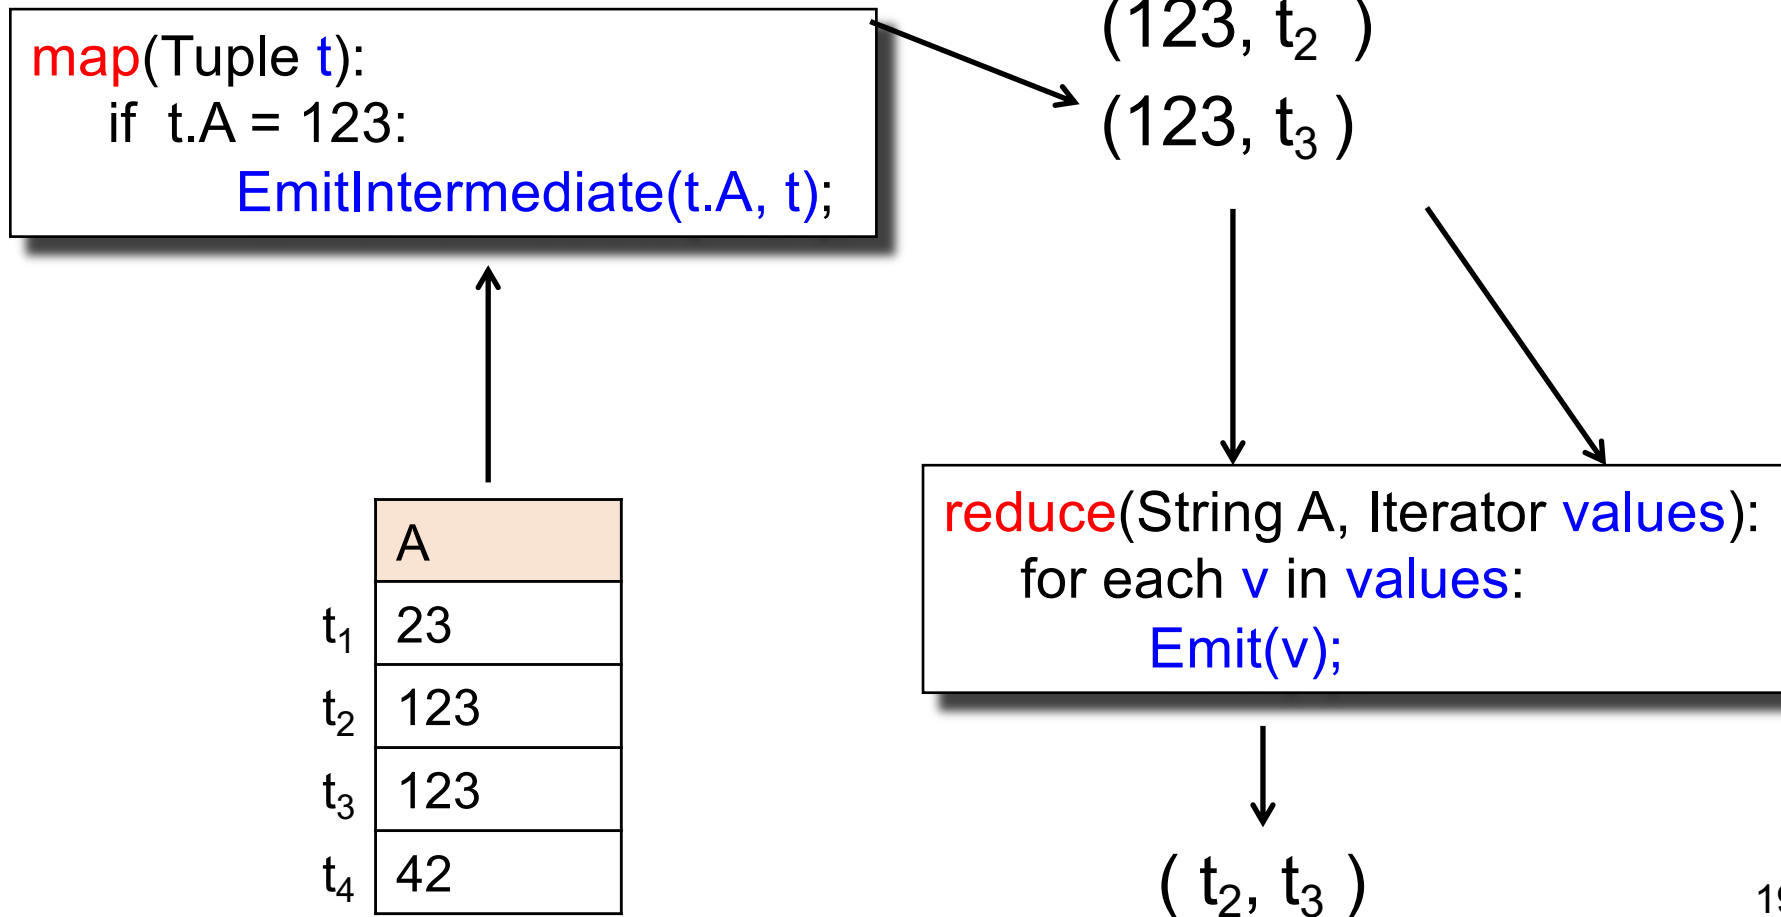 map(Tuple t):
if t.A = 123:
EmitIntermediate(t.A, t);
(123, t₂ )
(123, t₃ )
A
t₁ 23
t₂ 123
t₃ 123
t₄ 42
reduce(String A, Iterator values):
for each v in values:
Emit(v);
( t₂, t₃ )